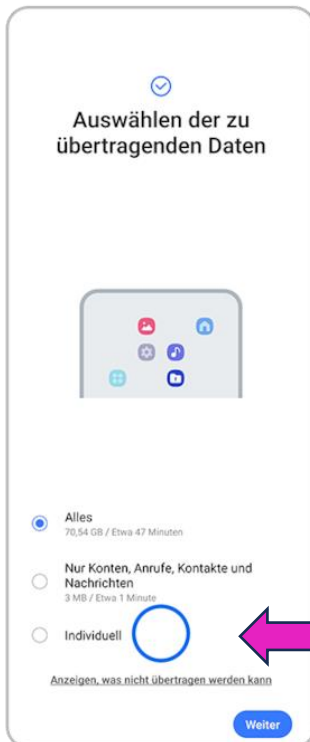 Auswählen der zu
übertragenden Daten
Alles
70,54 GB / Etwa 47 Minuten
Nur Konten, Anrufe, Kontakte und
Nachrichten
3 MB / Etwa 1 Minute
Individuell
Anzeigen, was nicht übertragen werden kann
Weiter